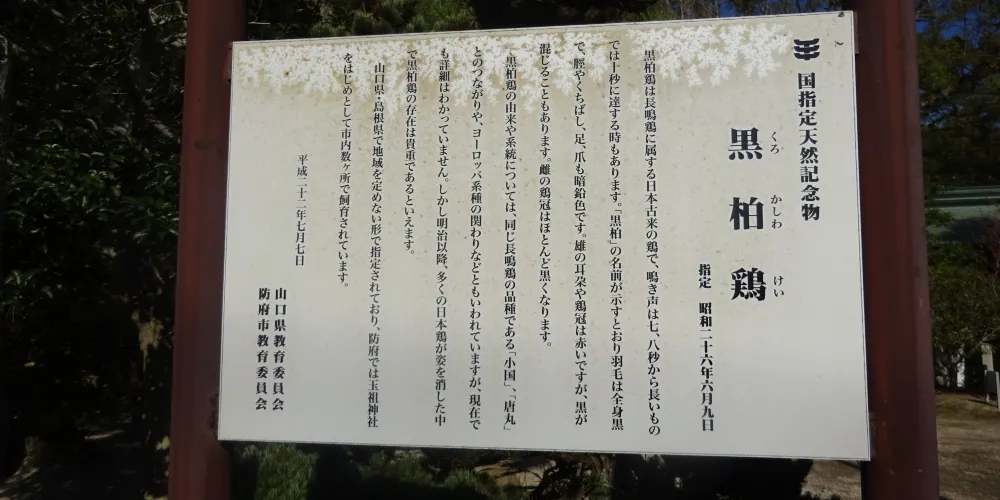 国指定天然記念物
黒柏鶏
くろ かしわ けい
指定 昭和二十六年六月九日
黒柏鶏は長鳴鶏に属する日本古来の鶏で、鳴き声は七、八秒から長いもの
では十秒に達する時もあります。「黒柏」の名前が示すとおり羽毛は全身黒
で、脛やくちばし、足、爪も暗鉛色です。雄の耳朶や鶏冠は赤いですが、黒が
混じることもあります。雌の鶏冠はほとんど黒くなります。
黒柏鶏の由来や系統については、同じ長鳴鶏の品種である「小国」、「唐丸」
とのつながりや、ヨーロッパ系種の関わりなどともいわれていますが、現在で
も詳細はわかっていません。しかし明治以降、多くの日本鶏が姿を消した中
で黒柏鶏の存在は貴重であるといえます。
山口県・島根県で地域を定めない形で指定されており、防府では玉祖神社
をはじめとして市内数ヶ所で飼育されています。
平成二十二年七月七日
山口県教育委員会
防府市教育委員会